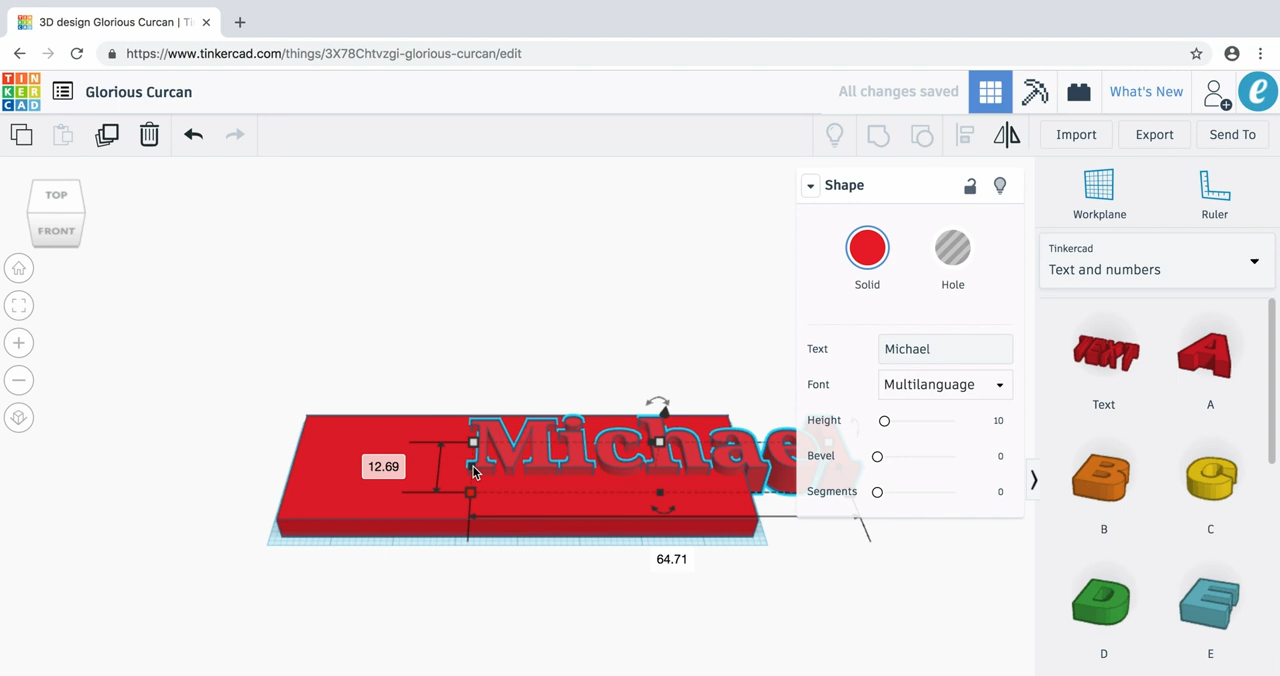 3D design Glorious Curcan | Ti
https://www.tinkercad.com/things/3X78Chtvzgi-glorious-curcan/edit
TIN
KER
CAD
Glorious Curcan
All changes saved
What's New
e
Import
Export
Send To
TOP
FRONT
Shape
Solid
Hole
Text
Michael
Font
Multilanguage
Height
10
Bevel
0
Segments
0
Workplane
Ruler
Tinkercad
Text and numbers
TEXT
A
Text
A
B
C
B
C
D
E
D
E
Michael
12.69
64.71